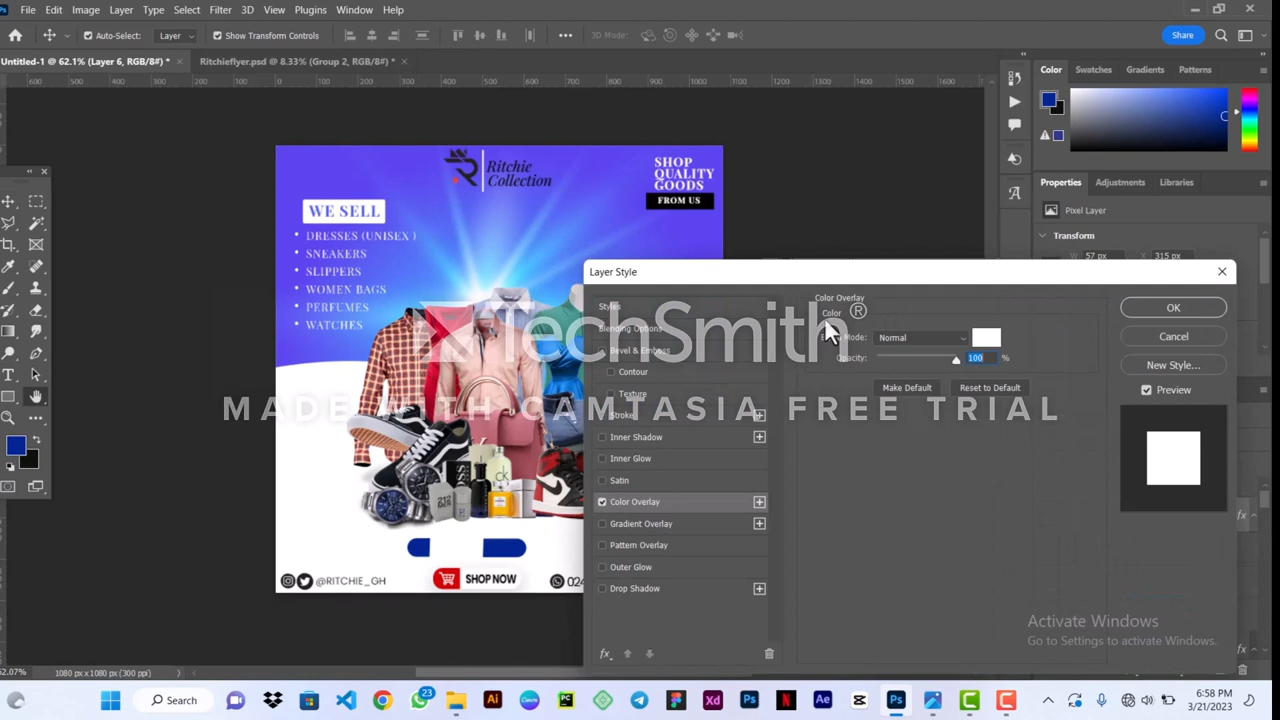 File Edit Image Layer Type Select Filter 3D View Plugins Window Help
Auto-Select: Layer Show Transform Controls 3D Mode: Share
Untitled-1 @ 62.1% (Layer 6, RGB/8#) * × Ritchieflyer.psd @ 8.33% (Group 2, RGB/8#) * ×
Color Swatches Gradients Patterns
Properties Adjustments Libraries
Pixel Layer
Transform
W: 57 px X: 315 px
Ritchie
Collection
SHOP
QUALITY
GOODS
FROM US
WE SELL
• DRESSES (UNISEX )
• SNEAKERS
• SLIPPERS
• WOMEN BAGS
• PERFUMES
• WATCHES
@RITCHIE_GH
SHOP NOW
024
Layer Style
Styles
Blending Options
Bevel & Emboss
Contour
Texture
Stroke
Inner Shadow
Inner Glow
Satin
Color Overlay
Gradient Overlay
Pattern Overlay
Outer Glow
Drop Shadow
fx
Color Overlay
Color
Mode: Normal
Opacity: 100 %
Make Default Reset to Default
OK
Cancel
New Style...
Preview
TechSmith®
MADE WITH CAMTASIA FREE TRIAL
Activate Windows
Go to Settings to activate Windows.
1080 px x 1080 px (300 ppi)
Search
23
6:58 PM
3/21/2023